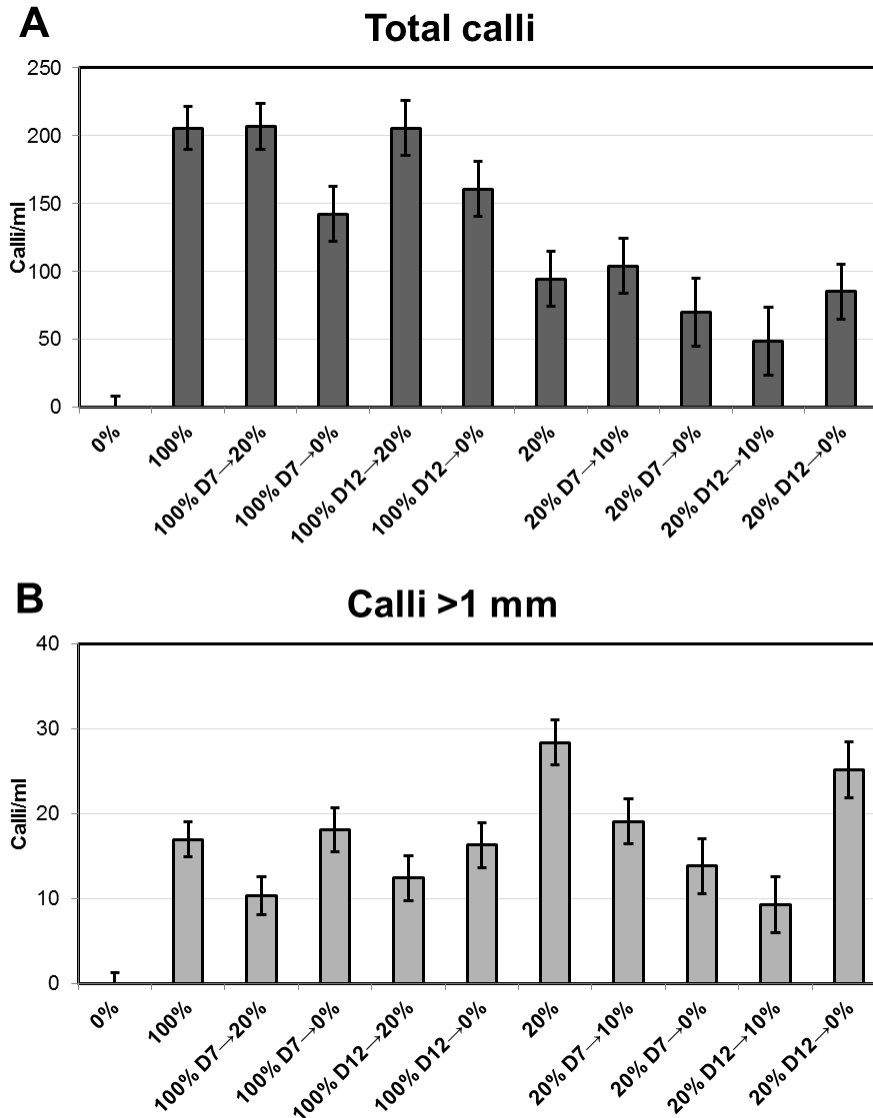 A
Total calli
250
200
150
100
50
0
Calli/ml
0%
100%
100% D7→20%
100% D7→0%
100% D12→20%
100% D12→0%
20%
20% D7→10%
20% D7→0%
20% D12→10%
20% D12→0%
B
Calli >1 mm
40
30
20
10
0
Calli/ml
0%
100%
100% D7→20%
100% D7→0%
100% D12→20%
100% D12→0%
20%
20% D7→10%
20% D7→0%
20% D12→10%
20% D12→0%